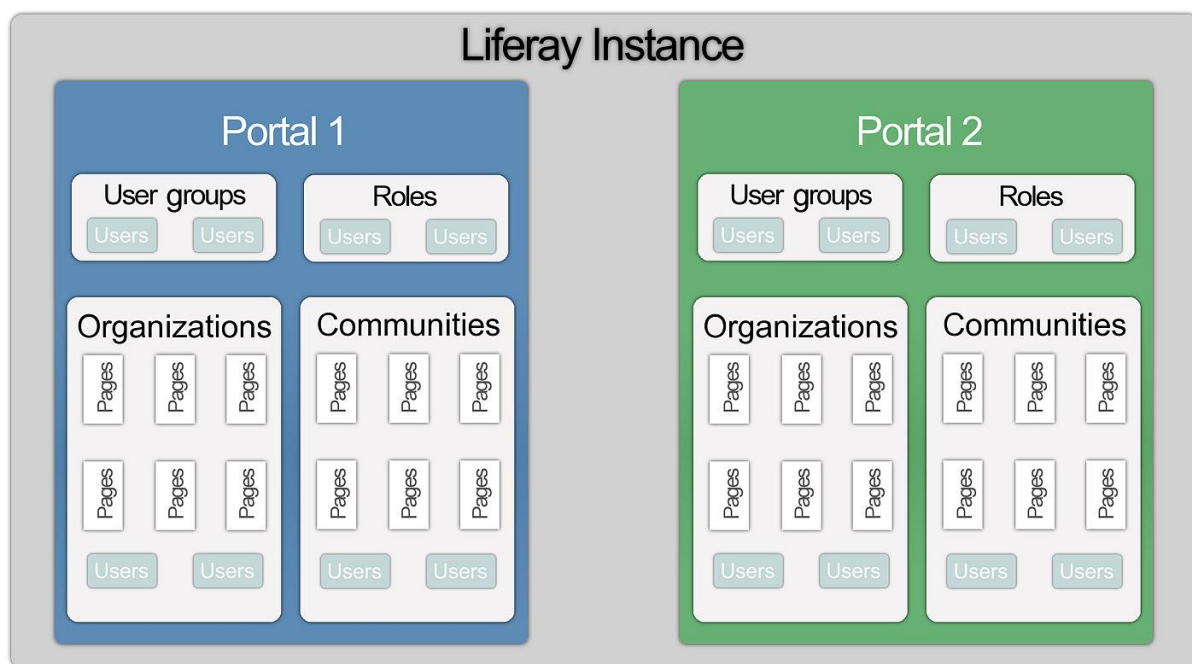 Liferay Instance
Portal 1
User groups
Users Users
Roles
Users Users
Organizations
Pages Pages Pages
Pages Pages Pages
Users Users
Communities
Pages Pages Pages
Pages Pages Pages
Users Users
Portal 2
User groups
Users Users
Roles
Users Users
Organizations
Pages Pages Pages
Pages Pages Pages
Users Users
Communities
Pages Pages Pages
Pages Pages Pages
Users Users